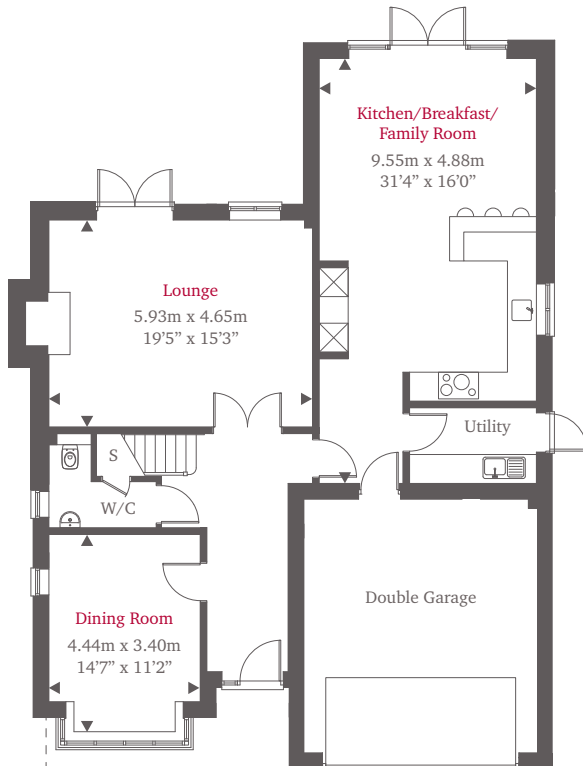 Kitchen/Breakfast/
Family Room
9.55m x 4.88m
31’4” x 16’0”
Lounge
5.93m x 4.65m
19’5” x 15’3”
Utility
S
W/C
Double Garage
Dining Room
4.44m x 3.40m
14’7” x 11’2”